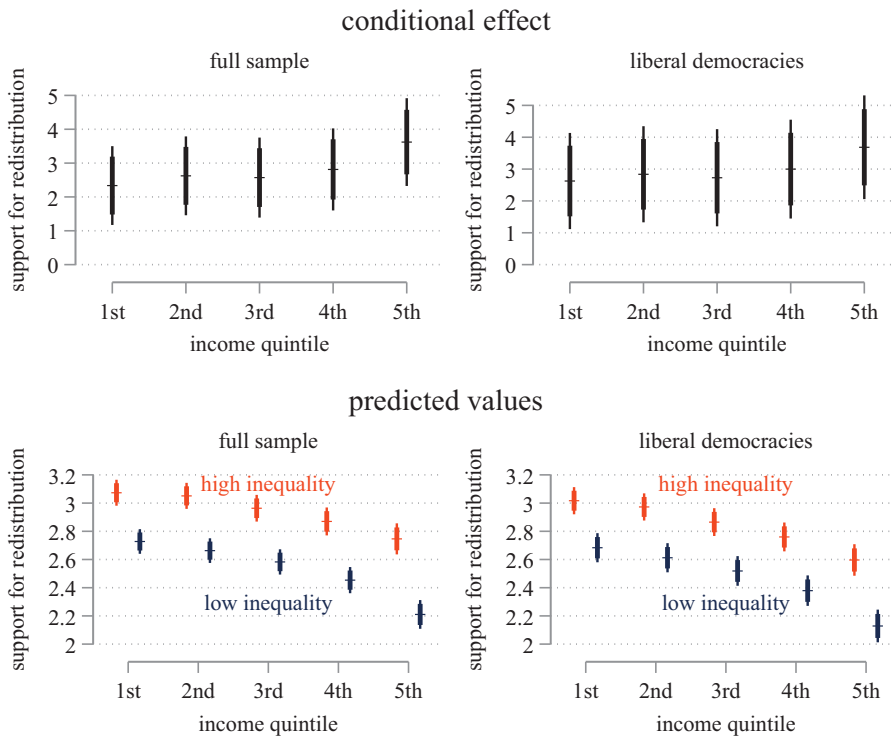 conditional effect
full sample
support for redistribution
5
4
3
2
1
0
1st 2nd 3rd 4th 5th
income quintile
liberal democracies
support for redistribution
5
4
3
2
1
0
1st 2nd 3rd 4th 5th
income quintile
predicted values
full sample
support for redistribution
3.2
3
2.8
2.6
2.4
2.2
2
high inequality
low inequality
1st 2nd 3rd 4th 5th
income quintile
liberal democracies
support for redistribution
3.2
3
2.8
2.6
2.4
2.2
2
high inequality
low inequality
1st 2nd 3rd 4th 5th
income quintile